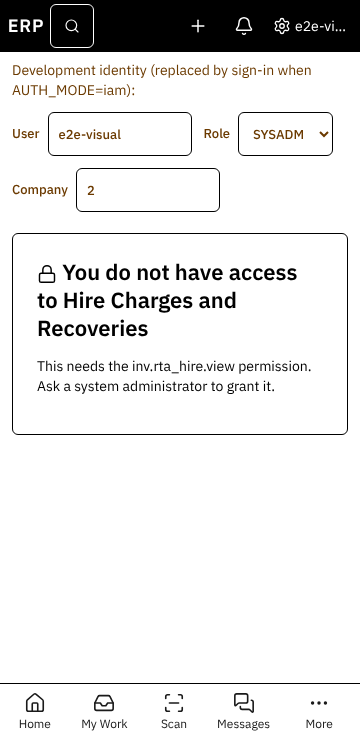 ERP
e2e-vi...
Development identity (replaced by sign-in when
AUTH_MODE=iam):
User e2e-visual Role SYSADM
Company 2
You do not have access
to Hire Charges and
Recoveries
This needs the inv.rta_hire.view permission.
Ask a system administrator to grant it.
Home My Work Scan Messages More